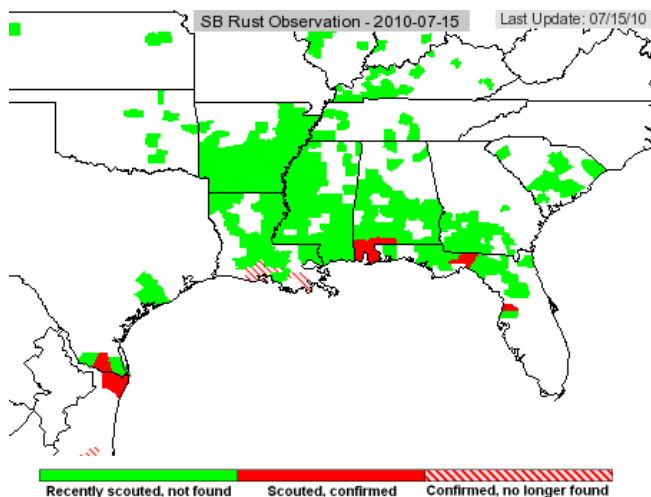 SB Rust Observation - 2010-07-15
Last Update: 07/15/10
Recently scouted, not found
Scouted, confirmed
Confirmed, no longer found